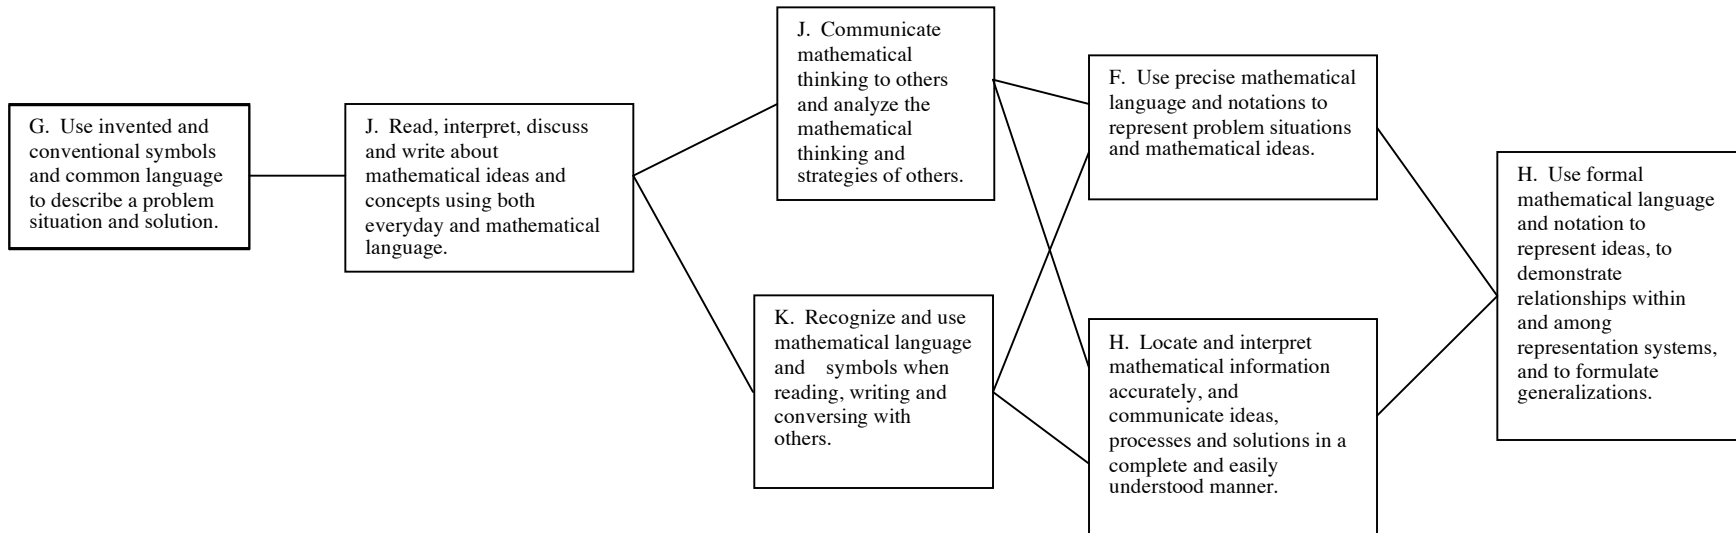 G. Use invented and
conventional symbols
and common language
to describe a problem
situation and solution.
J. Read, interpret, discuss
and write about
mathematical ideas and
concepts using both
everyday and mathematical
language.
J. Communicate
mathematical
thinking to others
and analyze the
mathematical
thinking and
strategies of others.
K. Recognize and use
mathematical language
and symbols when
reading, writing and
conversing with
others.
F. Use precise mathematical
language and notations to
represent problem situations
and mathematical ideas.
H. Locate and interpret
mathematical information
accurately, and
communicate ideas,
processes and solutions in a
complete and easily
understood manner.
H. Use formal
mathematical language
and notation to
represent ideas, to
demonstrate
relationships within
and among
representation systems,
and to formulate
generalizations.